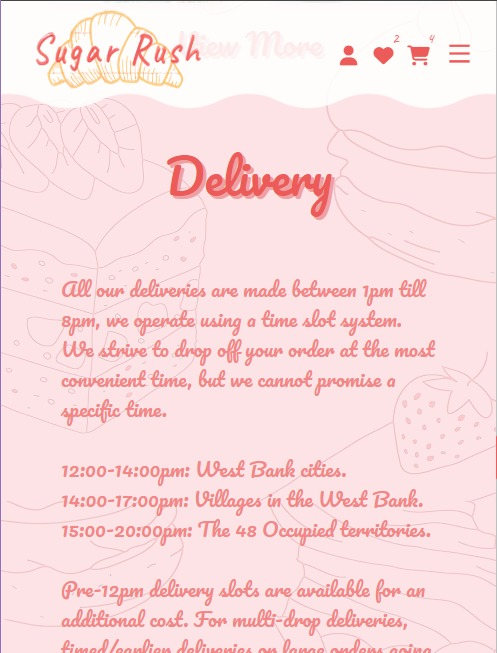 Sugar Rush
View More
2
4
Delivery
All our deliveries are made between 1pm till
8pm, we operate using a time slot system.
We strive to drop off your order at the most
convenient time, but we cannot promise a
specific time.
12:00-14:00pm: West Bank cities.
14:00-17:00pm: Villages in the West Bank.
15:00-20:00pm: The 48 Occupied territories.
Pre-12pm delivery slots are available for an
additional cost. For multi-drop deliveries,
timed/earlier deliveries or large orders going